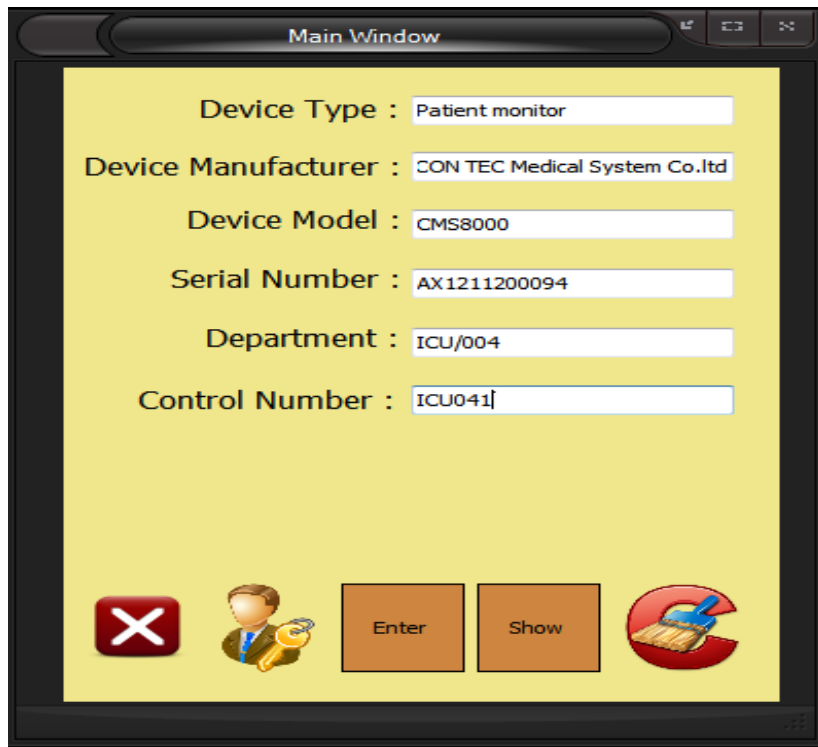 Main Window
Device Type : Patient monitor
Device Manufacturer : CON TEC Medical System Co.ltd
Device Model : CMS8000
Serial Number : AX1211200094
Department : ICU/004
Control Number : ICU041
Enter Show